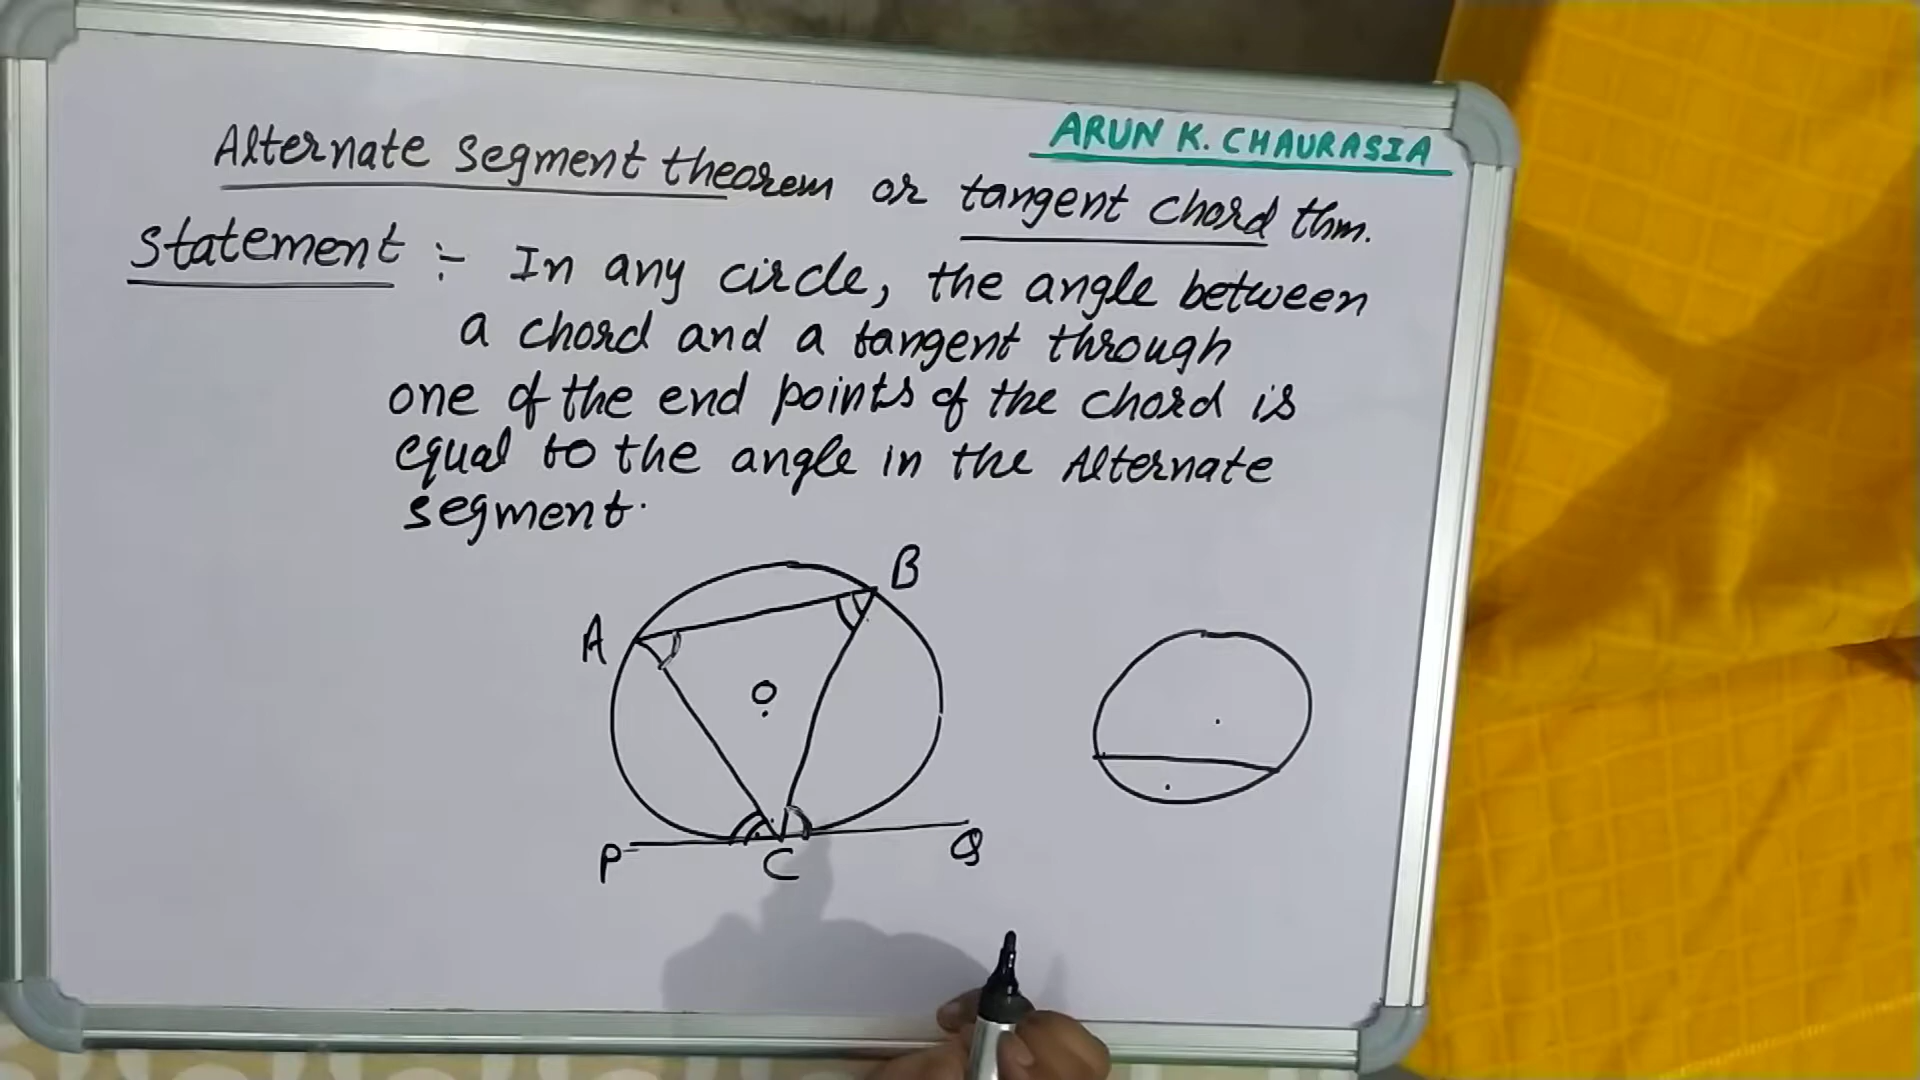 ARUN K. CHAURASIA
Alternate segment theorem or tangent chord thm.
Statement :- In any circle, the angle between
a chord and a tangent through
one of the end points of the chord is
equal to the angle in the Alternate
segment.
B
A
O
P C Q